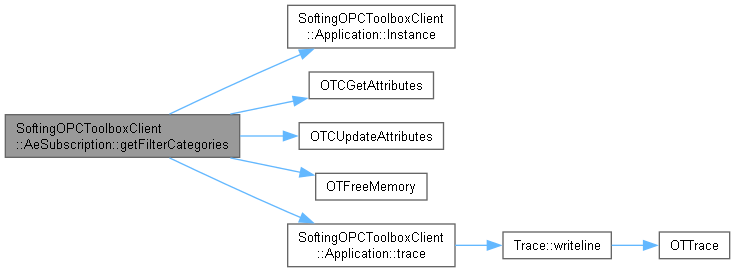 SoftingOPCToolboxClient
::Application::Instance
OTCGetAttributes
SoftingOPCToolboxClient
::AeSubscription::getFilterCategories
OTCUpdateAttributes
OTFreeMemory
SoftingOPCToolboxClient
::Application::trace
Trace::writeline
OTTrace